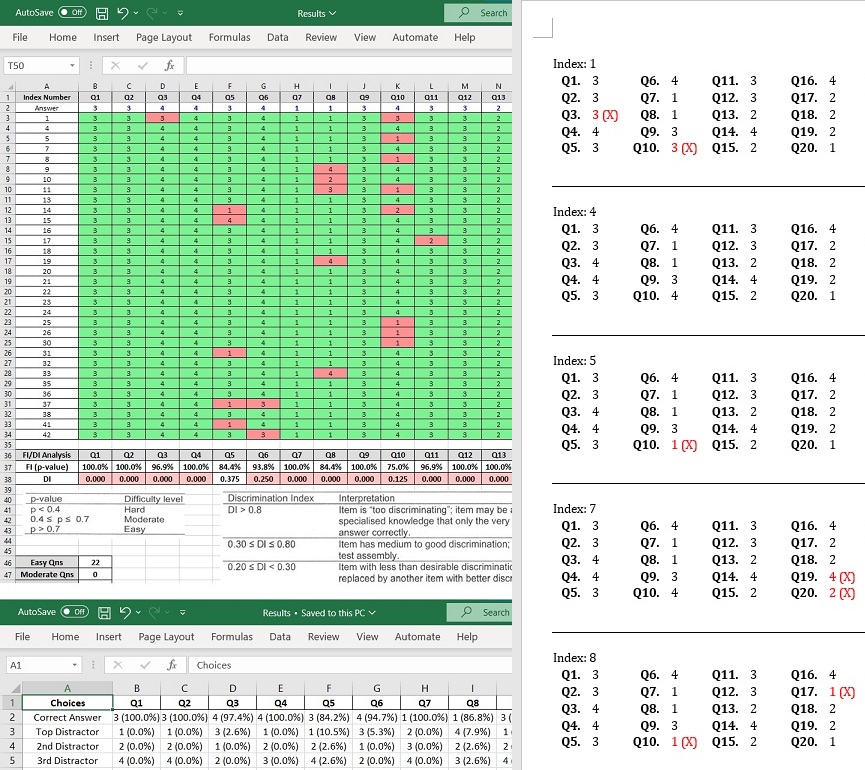 AutoSave Off Results Search
File Home Insert Page Layout Formulas Data Review View Automate Help
T50 fx
A B C D E F G H I J K L M N
1 Index Number Q1 Q2 Q3 Q4 Q5 Q6 Q7 Q8 Q9 Q10 Q11 Q12 Q13
2 Answer 3 3 4 4 3 4 1 1 3 4 3 3 2
3 1 3 3 3 4 3 4 1 1 3 3 3 3 2
4 4 3 3 4 4 3 4 1 1 3 4 3 3 2
5 5 3 3 4 4 3 4 1 1 3 1 3 3 2
6 7 3 3 4 4 3 4 1 1 3 4 3 3 2
7 8 3 3 4 4 3 4 1 1 3 1 3 3 2
8 9 3 3 4 4 3 4 1 4 3 4 3 3 2
9 10 3 3 4 4 3 4 1 2 3 4 3 3 2
10 11 3 3 4 4 3 4 1 3 3 1 3 3 2
11 13 3 3 4 4 3 4 1 1 3 4 3 3 2
12 14 3 3 4 4 1 4 1 1 3 2 3 3 2
13 15 3 3 4 4 4 4 1 1 3 4 3 3 2
14 16 3 3 4 4 3 4 1 1 3 4 3 3 2
15 17 3 3 4 4 3 4 1 1 3 4 2 3 2
16 18 3 3 4 4 3 4 1 1 3 4 3 3 2
17 19 3 3 4 4 3 4 1 4 3 4 3 3 2
18 20 3 3 4 4 3 4 1 1 3 4 3 3 2
19 21 3 3 4 4 3 4 1 1 3 4 3 3 2
20 22 3 3 4 4 3 4 1 1 3 4 3 3 2
21 23 3 3 4 4 3 4 1 1 3 4 3 3 2
22 24 3 3 4 4 3 4 1 1 3 4 3 3 2
23 25 3 3 4 4 3 4 1 1 3 1 3 3 2
24 26 3 3 4 4 3 4 1 1 3 1 3 3 2
25 30 3 3 4 4 3 4 1 1 3 1 3 3 2
26 31 3 3 4 4 1 4 1 1 3 4 3 3 2
27 32 3 3 4 4 3 4 1 1 3 4 3 3 2
28 33 3 3 4 4 3 4 1 4 3 4 3 3 2
29 35 3 3 4 4 3 4 1 1 3 4 3 3 2
30 36 3 3 4 4 3 4 1 1 3 4 3 3 2
31 37 3 3 4 4 1 3 1 1 3 4 3 3 2
32 38 3 3 4 4 3 4 1 1 3 4 3 3 2
33 41 3 3 4 4 1 4 1 1 3 4 3 3 2
34 42 3 3 4 4 3 3 1 1 3 4 3 3 2
35
36 FI/DI Analysis Q1 Q2 Q3 Q4 Q5 Q6 Q7 Q8 Q9 Q10 Q11 Q12 Q13
37 FI (p-value) 100.0% 100.0% 96.9% 100.0% 84.4% 93.8% 100.0% 84.4% 100.0% 75.0% 96.9% 100.0% 100.0%
38 DI 0.000 0.000 0.000 0.000 0.375 0.250 0.000 0.000 0.000 0.125 0.000 0.000 0.000
39
40 p-value Difficulty level Discrimination Index Interpretation
41 p < 0.4 Hard DI > 0.8 Item is "too discriminating"; item may be
42 0.4 ≤ p ≤ 0.7 Moderate specialised knowledge that only the very
43 p > 0.7 Easy answer correctly.
44 0.30 ≤ DI ≤ 0.80 Item has medium to good discrimination;
45 test assembly.
46 Easy Qns 22 0.20 ≤ DI < 0.30 Item with less than desirable
47 Moderate Qns 0 replaced by another item with better
AutoSave Off Results • Saved to this PC Search
File Home Insert Page Layout Formulas Data Review View Automate Help
A1 fx Choices
A B C D E F G H I
1 Choices Q1 Q2 Q3 Q4 Q5 Q6 Q7 Q8
2 Correct Answer 3 (100.0%) 3 (100.0%) 4 (97.4%) 4 (100.0%) 3 (84.2%) 4 (94.7%) 1 (100.0%) 1 (86.8%) 3 (
3 Top Distractor 1 (0.0%) 1 (0.0%) 3 (2.6%) 1 (0.0%) 1 (10.5%) 3 (5.3%) 2 (0.0%) 4 (7.9%) 1
4 2nd Distractor 2 (0.0%) 2 (0.0%) 1 (0.0%) 2 (0.0%) 2 (2.6%) 1 (0.0%) 3 (0.0%) 2 (2.6%) 2
5 3rd Distractor 4 (0.0%) 4 (0.0%) 2 (0.0%) 3 (0.0%) 4 (2.6%) 2 (0.0%) 4 (0.0%) 3 (2.6%) 4
Index: 1
Q1. 3 Q6. 4 Q11. 3 Q16. 4
Q2. 3 Q7. 1 Q12. 3 Q17. 2
Q3. 3 (X) Q8. 1 Q13. 2 Q18. 2
Q4. 4 Q9. 3 Q14. 4 Q19. 2
Q5. 3 Q10. 3 (X) Q15. 2 Q20. 1
Index: 4
Q1. 3 Q6. 4 Q11. 3 Q16. 4
Q2. 3 Q7. 1 Q12. 3 Q17. 2
Q3. 4 Q8. 1 Q13. 2 Q18. 2
Q4. 4 Q9. 3 Q14. 4 Q19. 2
Q5. 3 Q10. 4 Q15. 2 Q20. 1
Index: 5
Q1. 3 Q6. 4 Q11. 3 Q16. 4
Q2. 3 Q7. 1 Q12. 3 Q17. 2
Q3. 4 Q8. 1 Q13. 2 Q18. 2
Q4. 4 Q9. 3 Q14. 4 Q19. 2
Q5. 3 Q10. 1 (X) Q15. 2 Q20. 1
Index: 7
Q1. 3 Q6. 4 Q11. 3 Q16. 4
Q2. 3 Q7. 1 Q12. 3 Q17. 2
Q3. 4 Q8. 1 Q13. 2 Q18. 2
Q4. 4 Q9. 3 Q14. 4 Q19. 4 (X)
Q5. 3 Q10. 4 Q15. 2 Q20. 2 (X)
Index: 8
Q1. 3 Q6. 4 Q11. 3 Q16. 4
Q2. 3 Q7. 1 Q12. 3 Q17. 1 (X)
Q3. 4 Q8. 1 Q13. 2 Q18. 2
Q4. 4 Q9. 3 Q14. 4 Q19. 2
Q5. 3 Q10. 1 (X) Q15. 2 Q20. 1